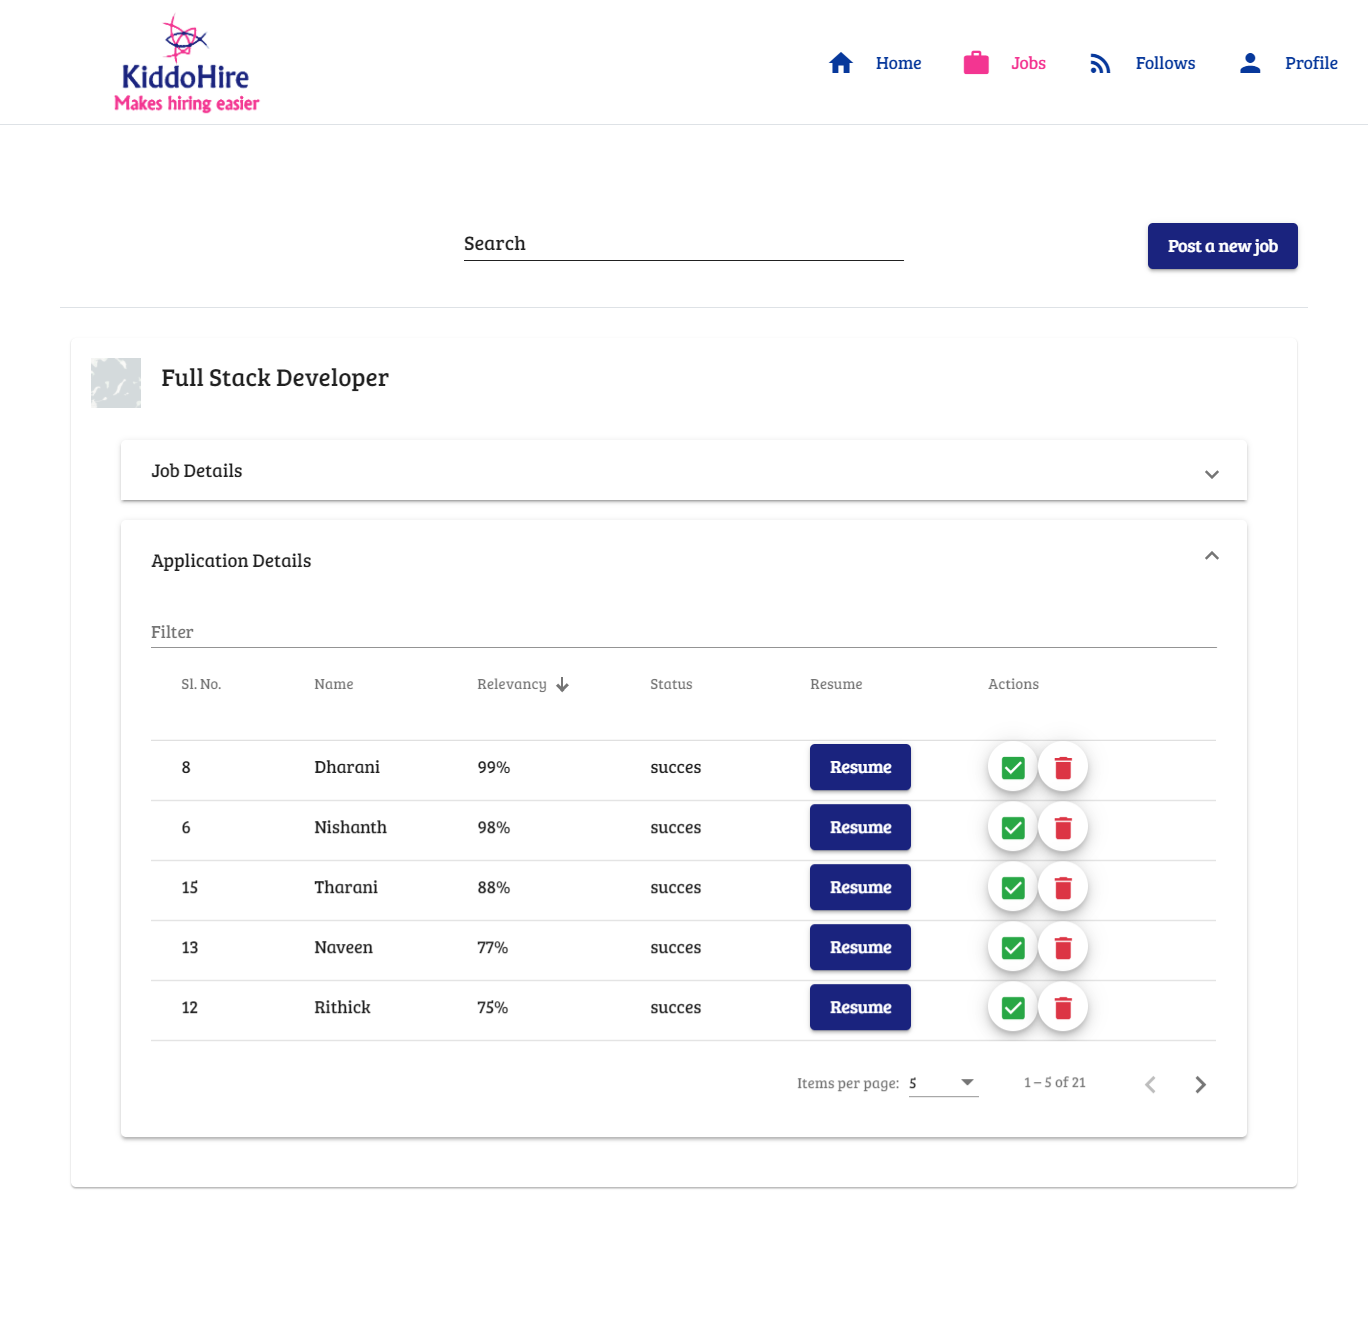 KiddoHire
Makes hiring easier
Home Jobs Follows Profile
Search
Post a new job
Full Stack Developer
Job Details
Application Details
Filter
Sl. No. Name Relevancy Status Resume Actions
8 Dharani 99% succes Resume
6 Nishanth 98% succes Resume
15 Tharani 88% succes Resume
13 Naveen 77% succes Resume
12 Rithick 75% succes Resume
Items per page: 5 1 – 5 of 21